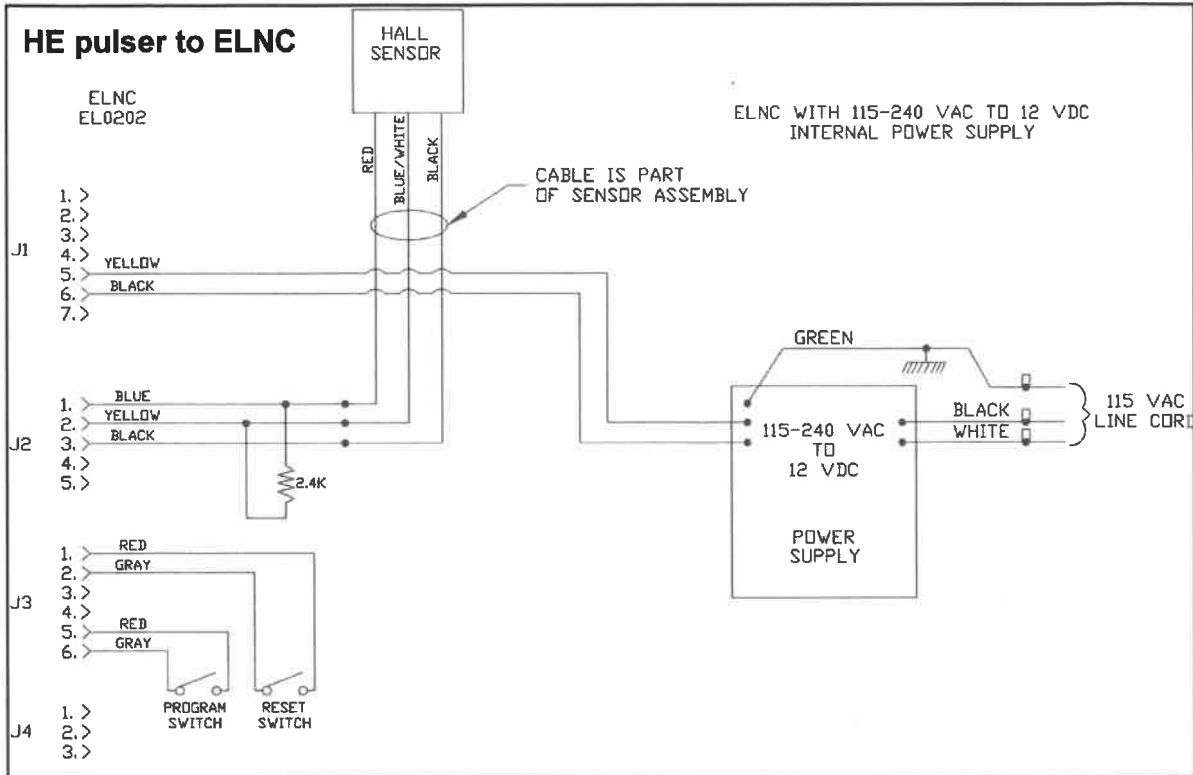 HE pulser to ELNC
HALL
SENSOR
ELNC
EL0202
ELNC WITH 115-240 VAC TO 12 VDC
INTERNAL POWER SUPPLY
RED
BLUE/WHITE
BLACK
CABLE IS PART
OF SENSOR ASSEMBLY
J1
1.
2.
3.
4.
5. YELLOW
6. BLACK
7.
GREEN
J2
1. BLUE
2. YELLOW
3. BLACK
4.
5.
2.4K
115-240 VAC
TO
12 VDC
POWER
SUPPLY
BLACK
WHITE
115 VAC
LINE CORD
J3
1. RED
2. GRAY
3.
4.
5. RED
6. GRAY
PROGRAM
SWITCH
RESET
SWITCH
J4
1.
2.
3.